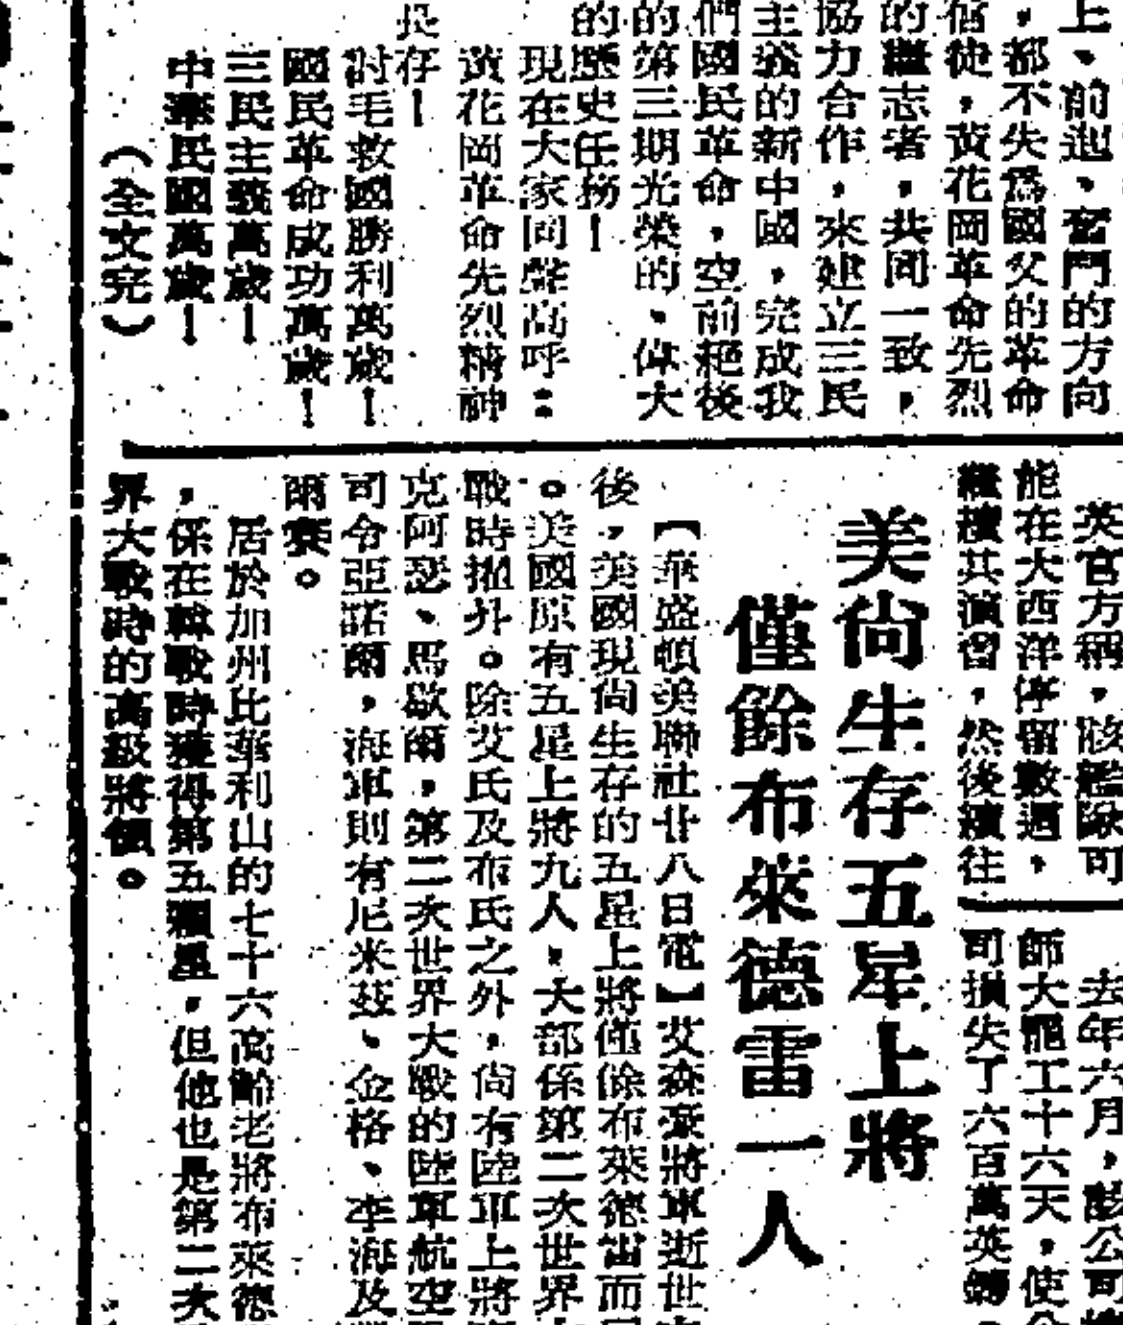 上、前進、奮鬥的方向
，都不失爲國父的革命
信徒，黃花岡革命先烈
的繼志者，共同一致，
協力合作，來建立三民
主義的新中國，完成我
們國民革命，空前絕後
的第三期光榮的、偉大
的歷史任務！
現在大家同聲高呼：
黃花岡革命先烈精神
長存！
討毛救國勝利萬歲！
國民革命成功萬歲！
三民主義萬歲！
中華民國萬歲！
（全文完）
英官方稱，該艦隊可
能在大西洋停留數週，
繼續其演習，然後續往
去年六月，該公司
師大罷工十六天，使
司損失了六百萬英鎊。
美尙生存五星上將
僅餘布萊德雷一人
【華盛頓美聯社廿八日電】艾森豪將軍逝世
後，美國現尙生存的五星上將僅餘布萊德雷而
。美國原有五星上將九人，大部係第二次世界
戰時擢升。除艾氏及布氏之外，尙有陸軍上將
克阿瑟、馬歇爾，第二次世界大戰的陸軍航空
司令亞諾爾，海軍則有尼米茲、金格、李海及
爾賽。
居於加州比華利山的七十六高齡老將布萊德
，係在韓戰時獲得第五顆星，但他也是第二次
界大戰時的高級將領。